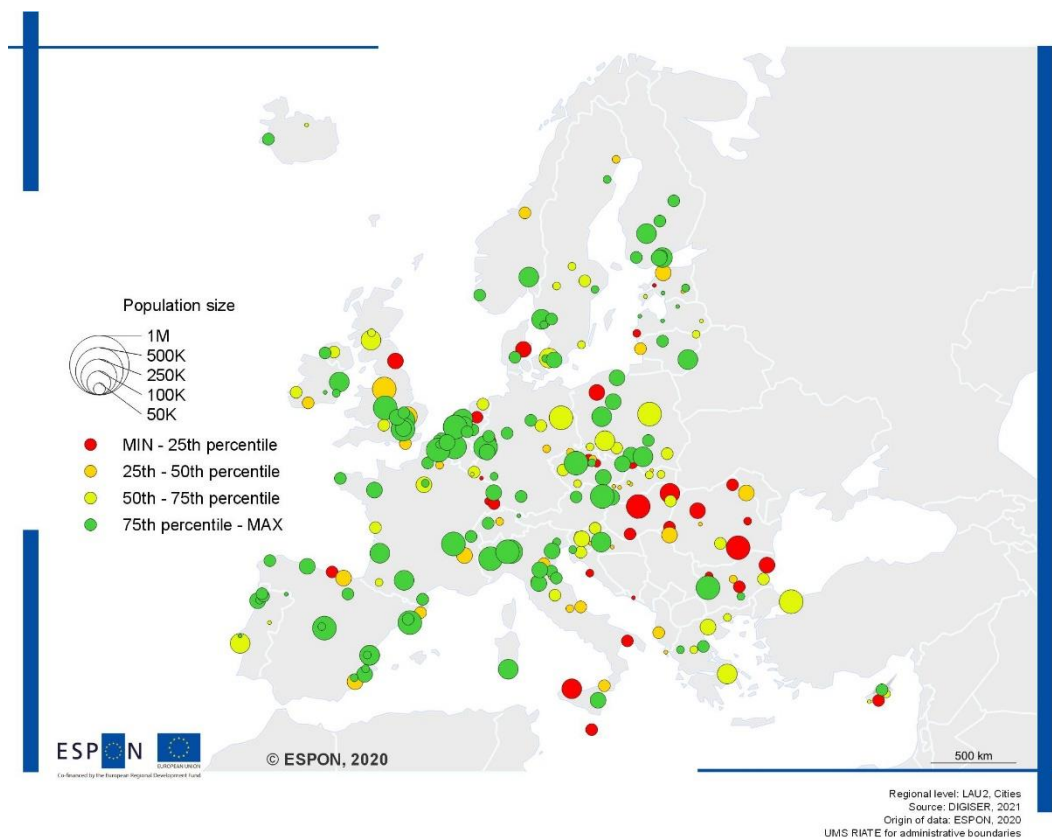 Population size
1M
500K
250K
100K
50K
MIN - 25th percentile
25th - 50th percentile
50th - 75th percentile
75th percentile - MAX
ESPON
EUROPEAN UNION
Co-financed by the European Regional Development Fund
© ESPON, 2020
500 km
Regional level: LAU2, Cities
Source: DIGISER, 2021
Origin of data: ESPON, 2020
UMS RIATE for administrative boundaries